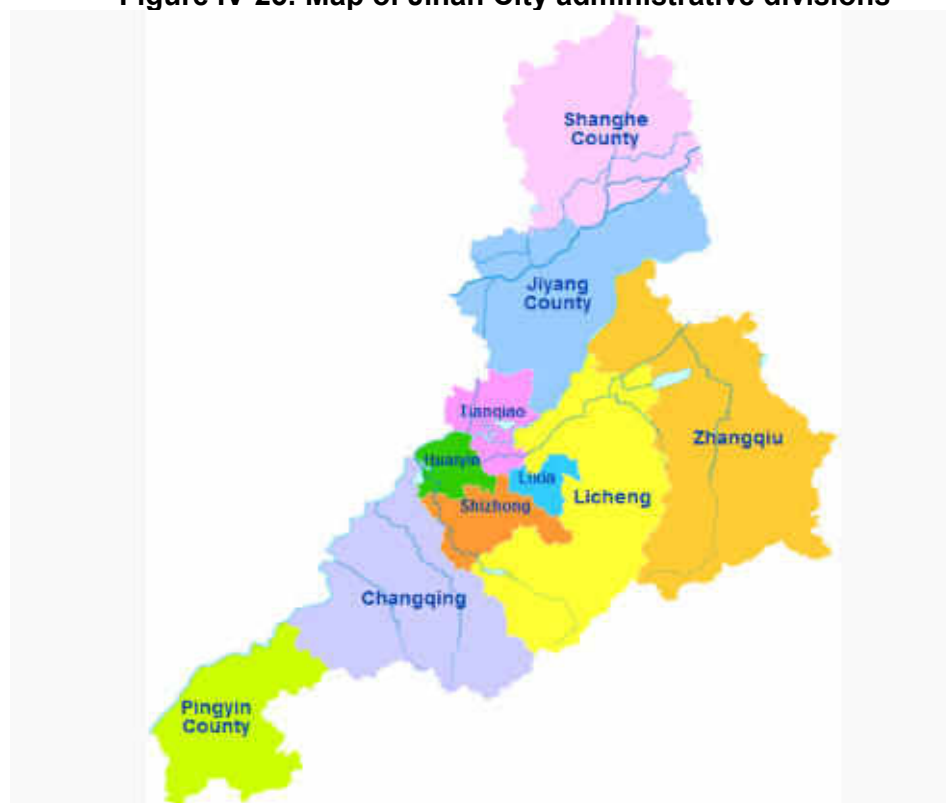 Figure IV-23: Map of Jinan City administrative divisions
Shanghe
County
Jiyang
County
Tianqiao
Zhangqiu
Huaiyin
Lixia
Licheng
Shizhong
Changqing
Pingyin
County